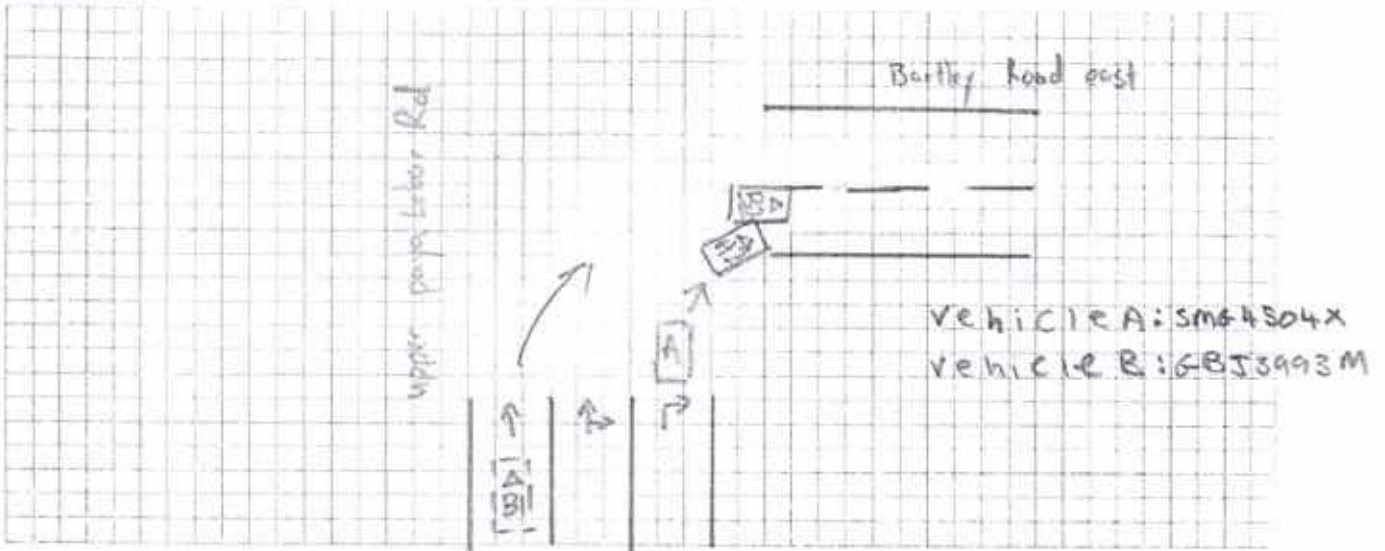 Bartley Road east
upper paya Lebar Rd
B
A
B
vehicle A: SMG4504X
vehicle B: GBJ3993M